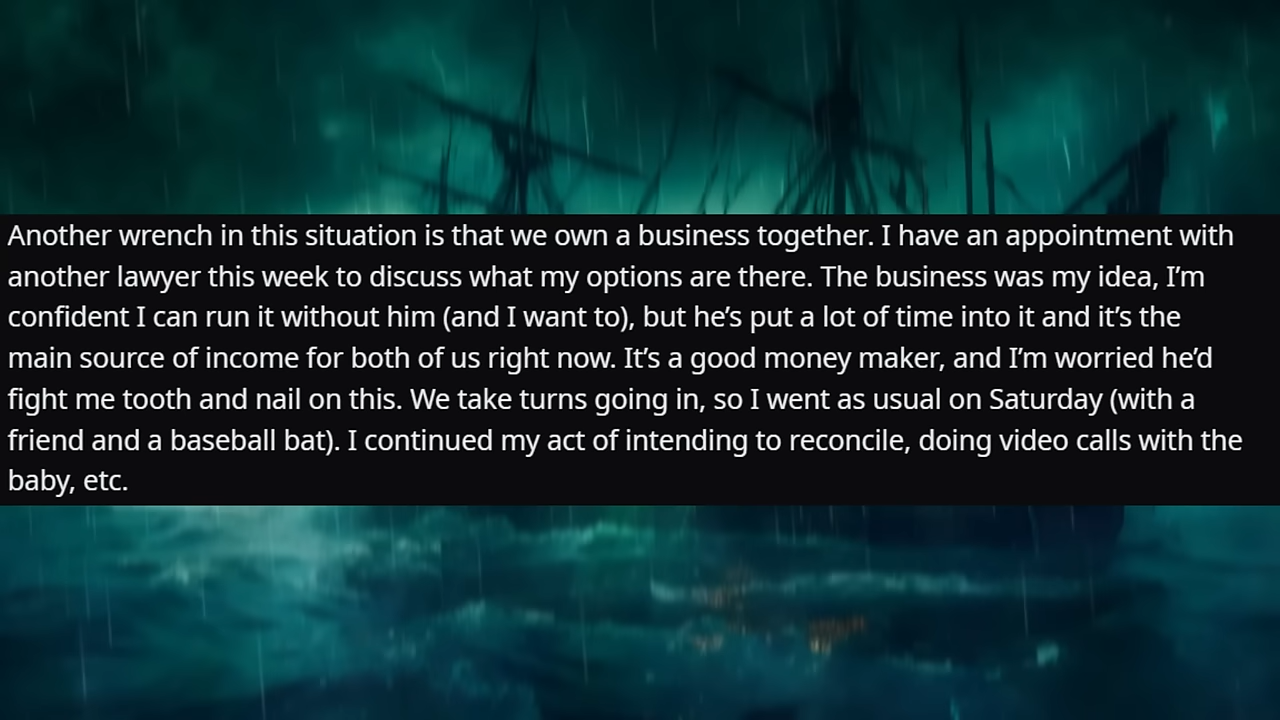 Another wrench in this situation is that we own a business together. I have an appointment with
another lawyer this week to discuss what my options are there. The business was my idea, I’m
confident I can run it without him (and I want to), but he’s put a lot of time into it and it’s the
main source of income for both of us right now. It’s a good money maker, and I’m worried he’d
fight me tooth and nail on this. We take turns going in, so I went as usual on Saturday (with a
friend and a baseball bat). I continued my act of intending to reconcile, doing video calls with the
baby, etc.